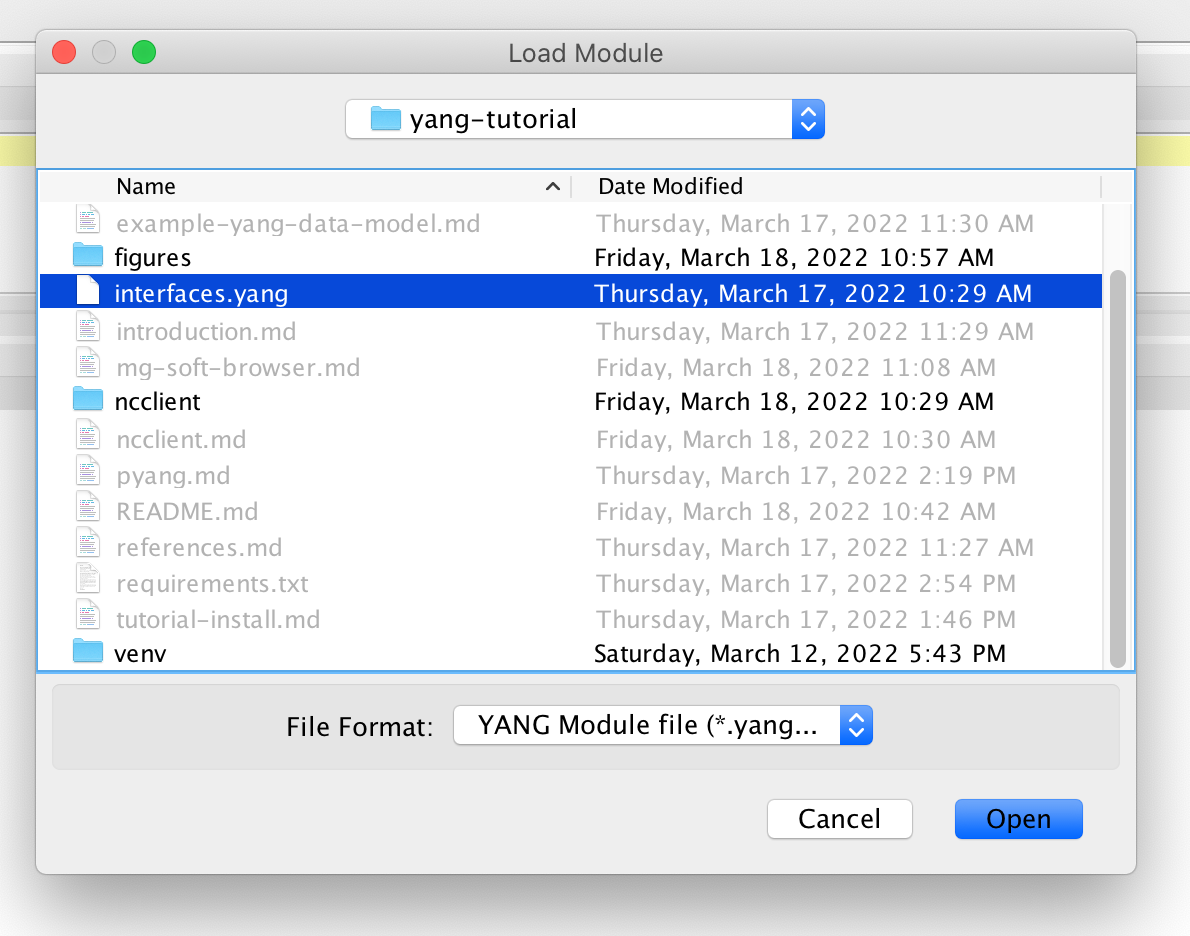 Load Module
yang-tutorial
Name Date Modified
example-yang-data-model.md Thursday, March 17, 2022 11:30 AM
figures Friday, March 18, 2022 10:57 AM
interfaces.yang Thursday, March 17, 2022 10:29 AM
introduction.md Thursday, March 17, 2022 11:29 AM
mg-soft-browser.md Friday, March 18, 2022 11:08 AM
ncclient Friday, March 18, 2022 10:29 AM
ncclient.md Friday, March 18, 2022 10:30 AM
pyang.md Thursday, March 17, 2022 2:19 PM
README.md Friday, March 18, 2022 10:42 AM
references.md Thursday, March 17, 2022 11:27 AM
requirements.txt Thursday, March 17, 2022 2:54 PM
tutorial-install.md Thursday, March 17, 2022 1:46 PM
venv Saturday, March 12, 2022 5:43 PM
File Format: YANG Module file (*.yang...
Cancel Open